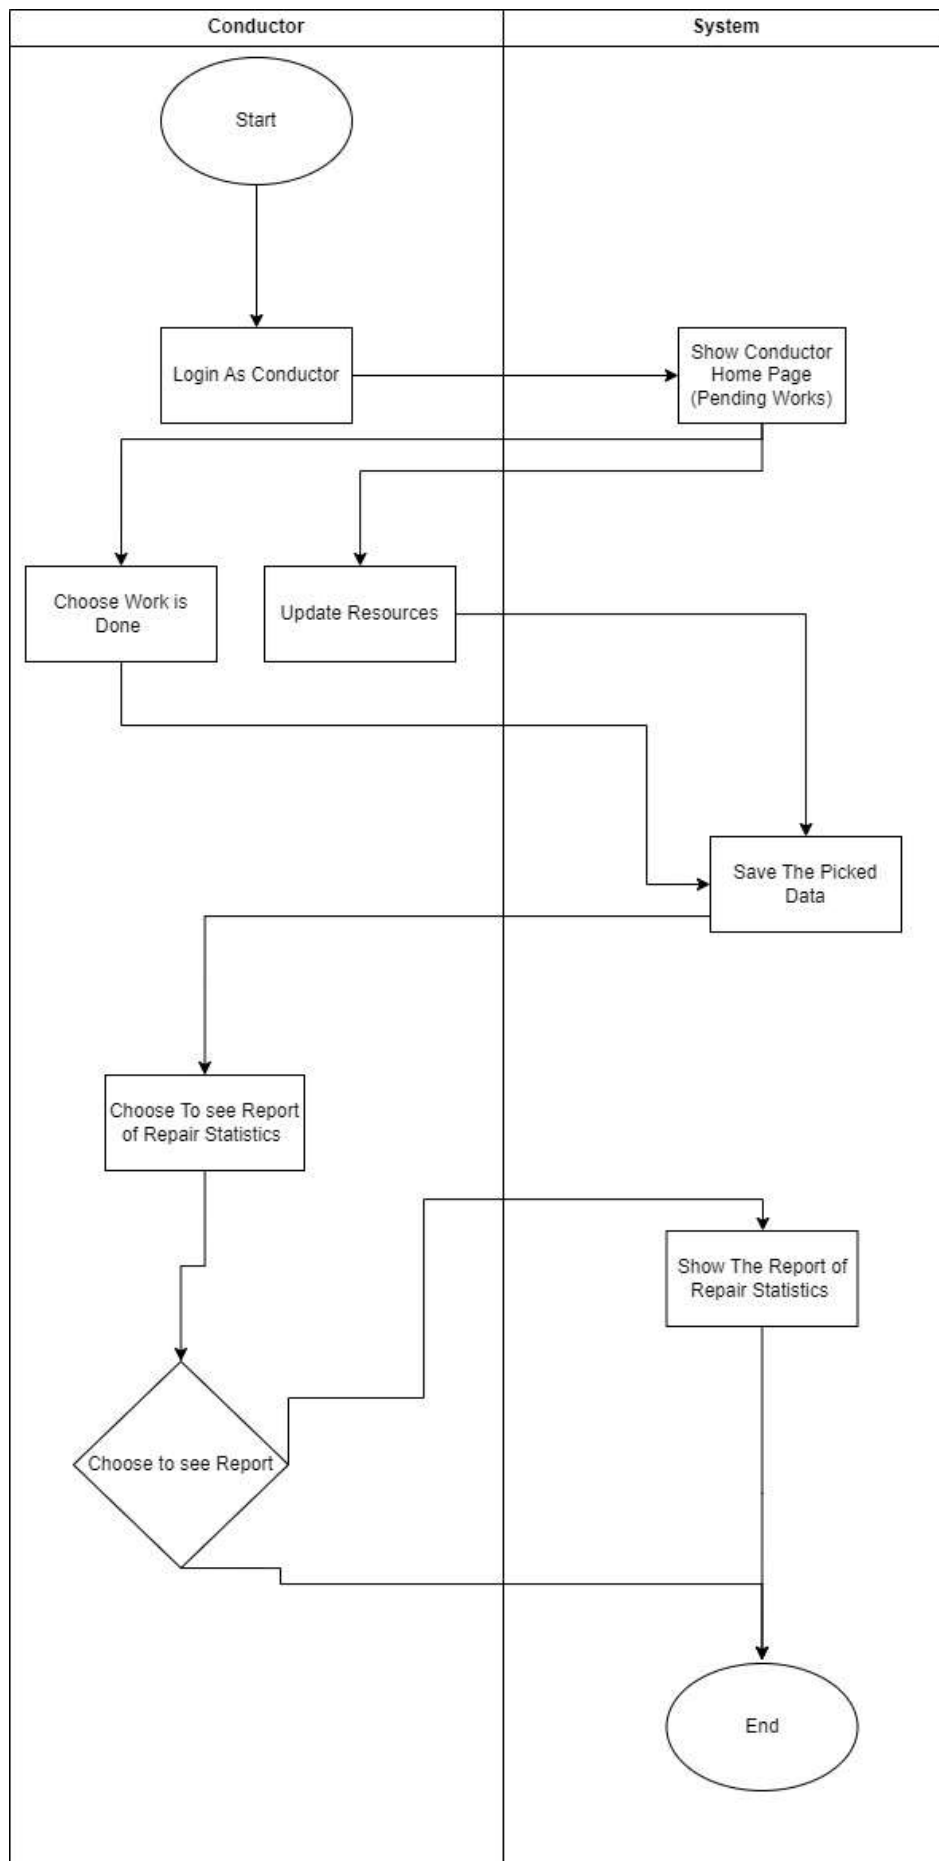 Conductor
System
Start
Login As Conductor
Show Conductor
Home Page
(Pending Works)
Choose Work is
Done
Update Resources
Save The Picked
Data
Choose To see Report
of Repair Statistics
Show The Report of
Repair Statistics
Choose to see Report
End